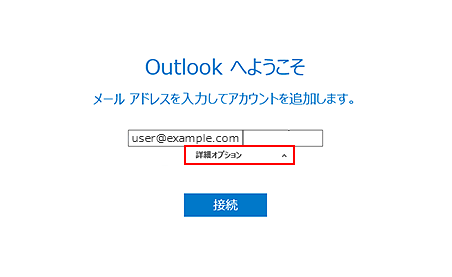 Outlook へようこそ
メール アドレスを入力してアカウントを追加します。
user@example.com
詳細オプション
接続